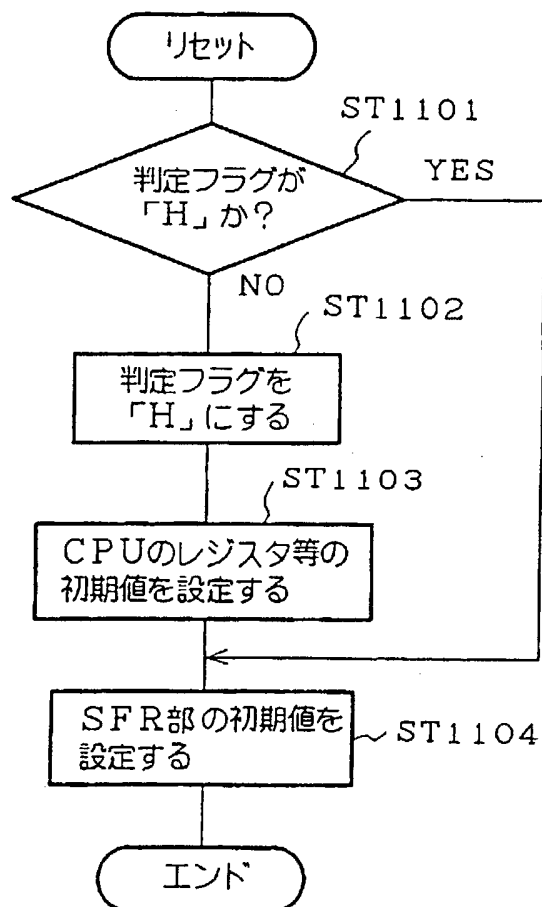 リセット
ST1101
判定フラグが
「H」か?
YES
NO
ST1102
判定フラグを
「H」にする
ST1103
CPUのレジスタ等の
初期値を設定する
SFR部の初期値を
設定する
ST1104
エンド